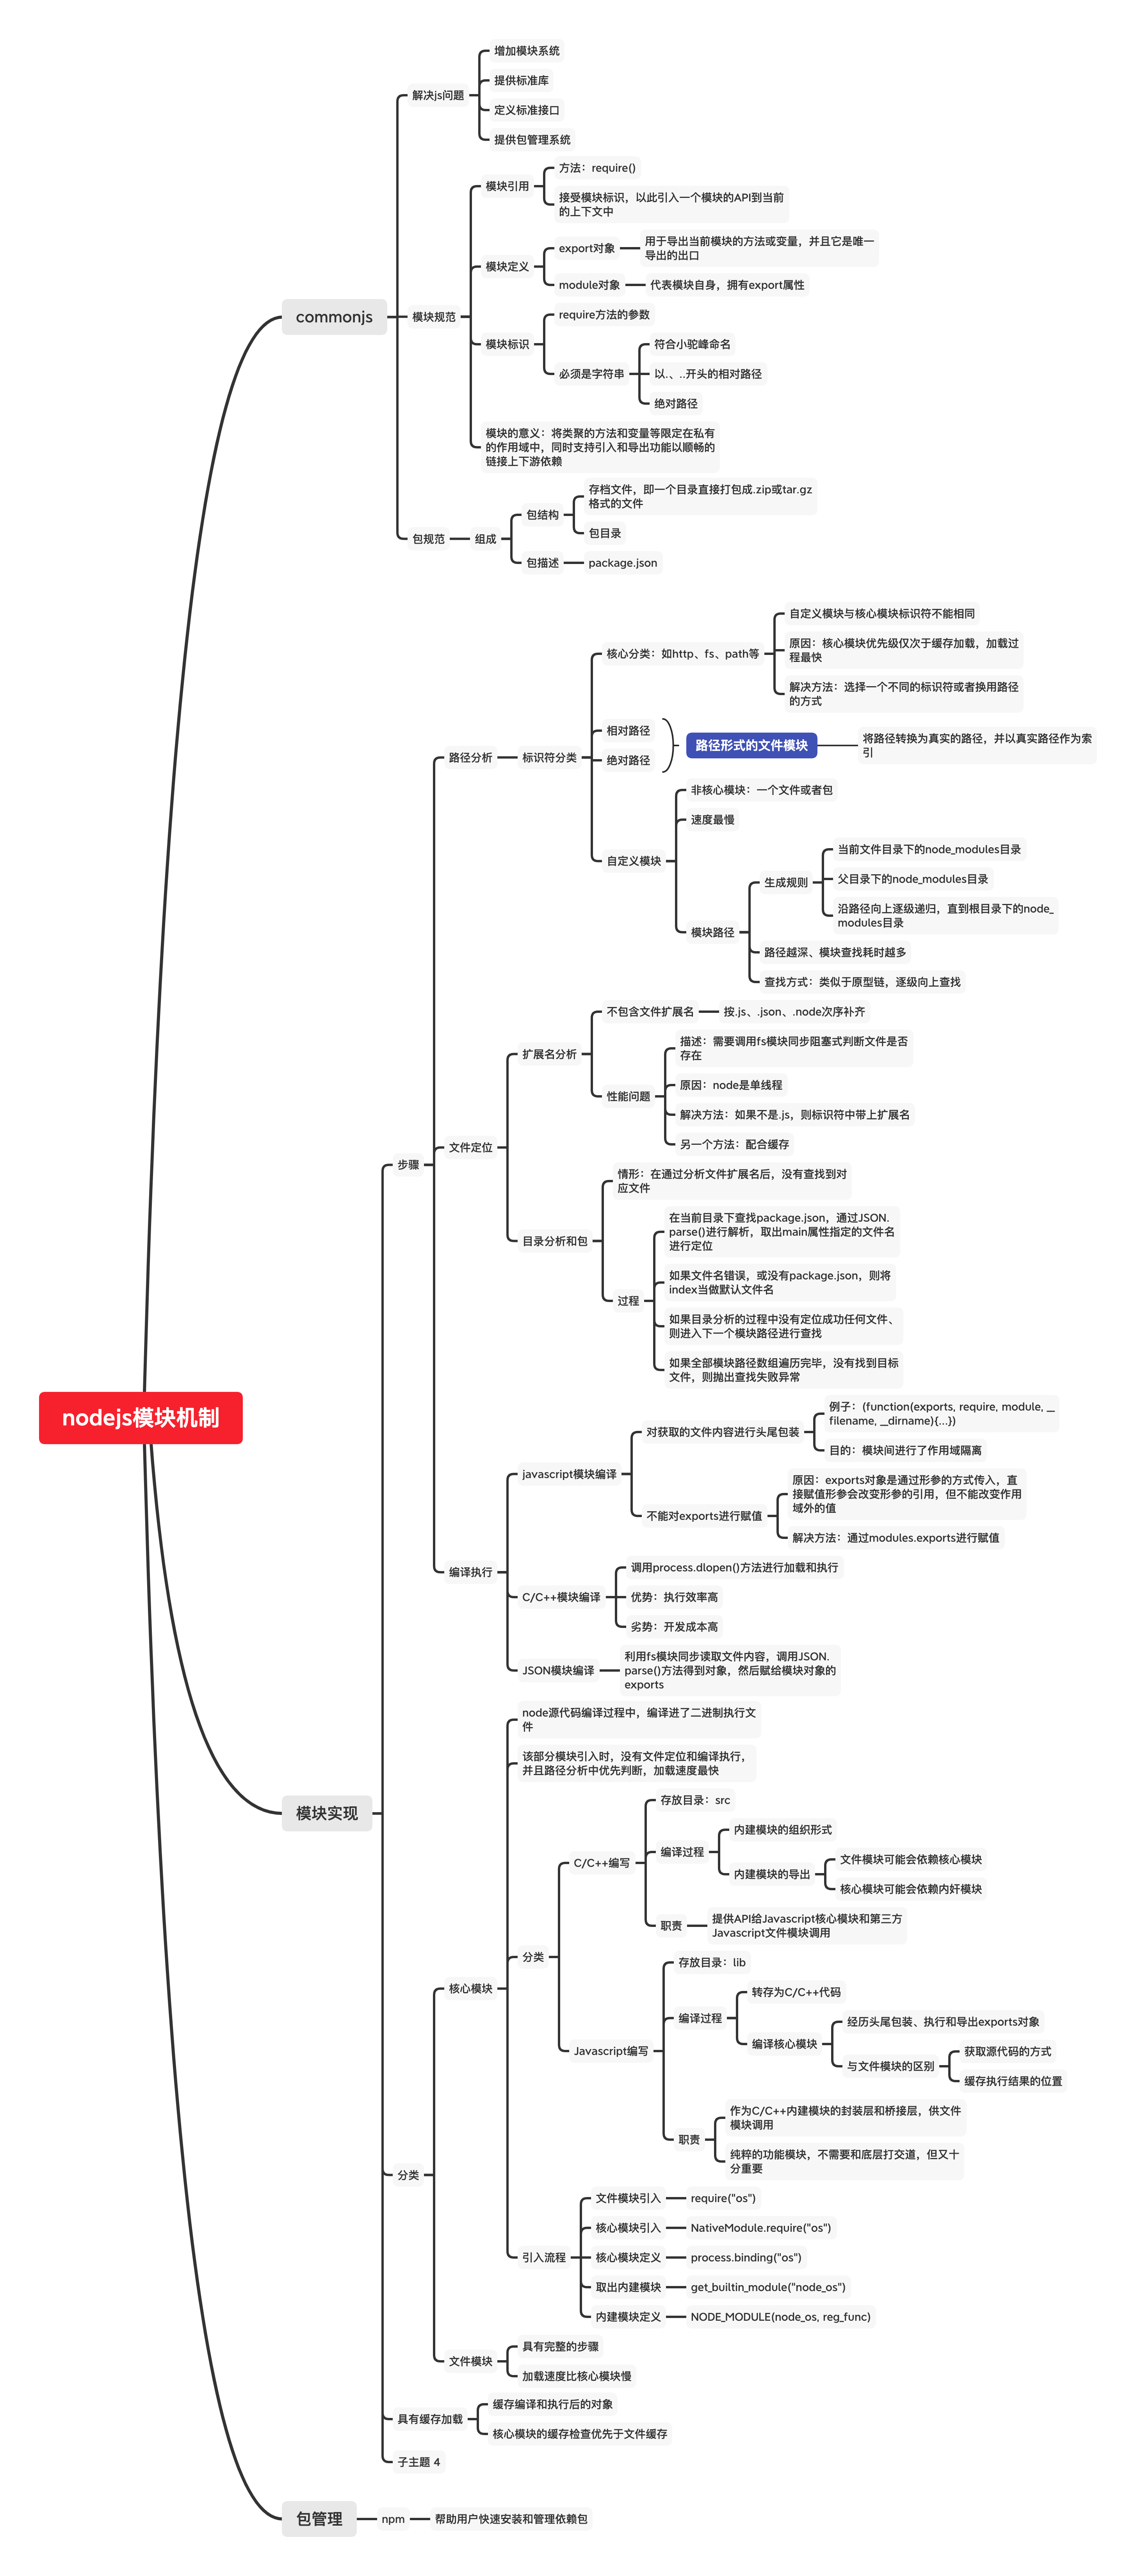 增加模块系统
提供标准库
解决js问题
定义标准接口
提供包管理系统
方法：require()
模块引用
接受模块标识，以此引入一个模块的API到当前
的上下文中
export对象
用于导出当前模块的方法或变量，并且它是唯一
导出的出口
模块定义
module对象
代表模块自身，拥有export属性
commonjs
模块规范
require方法的参数
模块标识
符合小驼峰命名
必须是字符串
以.、..开头的相对路径
绝对路径
模块的意义：将类聚的方法和变量等限定在私有
的作用域中，同时支持引入和导出功能以顺畅的
链接上下游依赖
存档文件，即一个目录直接打包成.zip或tar.gz
格式的文件
包结构
包目录
包规范
组成
包描述
package.json
自定义模块与核心模块标识符不能相同
核心分类：如http、fs、path等
原因：核心模块优先级仅次于缓存加载，加载过
程最快
解决方法：选择一个不同的标识符或者换用路径
的方式
相对路径
路径形式的文件模块
将路径转换为真实的路径，并以真实路径作为索
引
路径分析
标识符分类
绝对路径
非核心模块：一个文件或者包
速度最慢
自定义模块
当前文件目录下的node_modules目录
生成规则
父目录下的node_modules目录
沿路径向上逐级递归，直到根目录下的node_
modules目录
模块路径
路径越深、模块查找耗时越多
查找方式：类似于原型链，逐级向上查找
不包含文件扩展名
按.js、.json、.node次序补齐
扩展名分析
描述：需要调用fs模块同步阻塞式判断文件是否
存在
性能问题
原因：node是单线程
解决方法：如果不是.js，则标识符中带上扩展名
另一个方法：配合缓存
文件定位
步骤
情形：在通过分析文件扩展名后，没有查找到对
应文件
目录分析和包
在当前目录下查找package.json，通过JSON.
parse()进行解析，取出main属性指定的文件名
进行定位
过程
如果文件名错误，或没有package.json，则将
index当做默认文件名
如果目录分析的过程中没有定位成功任何文件、
则进入下一个模块路径进行查找
如果全部模块路径数组遍历完毕，没有找到目标
文件，则抛出查找失败异常
nodejs模块机制
例子：(function(exports, require, module, __
filename, __dirname){...})
对获取的文件内容进行头尾包装
目的：模块间进行了作用域隔离
javascript模块编译
原因：exports对象是通过形参的方式传入，直
接赋值形参会改变形参的引用，但不能改变作用
域外的值
不能对exports进行赋值
解决方法：通过modules.exports进行赋值
编译执行
调用process.dlopen()方法进行加载和执行
C/C++模块编译
优势：执行效率高
劣势：开发成本高
JSON模块编译
利用fs模块同步读取文件内容，调用JSON.
parse()方法得到对象，然后赋给模块对象的
exports
node源代码编译过程中，编译进了二进制执行文
件
该部分模块引入时，没有文件定位和编译执行，
并且路径分析中优先判断，加载速度最快
模块实现
存放目录：src
C/C++编写
编译过程
内建模块的组织形式
内建模块的导出
文件模块可能会依赖核心模块
核心模块可能会依赖内奸模块
职责
提供API给Javascript核心模块和第三方
Javascript文件模块调用
分类
核心模块
存放目录：lib
Javascript编写
编译过程
转存为C/C++代码
编译核心模块
经历头尾包装、执行和导出exports对象
与文件模块的区别
获取源代码的方式
缓存执行结果的位置
职责
作为C/C++内建模块的封装层和桥接层，供文件
模块调用
纯粹的功能模块，不需要和底层打交道，但又十
分重要
分类
引入流程
文件模块引入
require("os")
核心模块引入
NativeModule.require("os")
核心模块定义
process.binding("os")
取出内建模块
get_builtin_module("node_os")
内建模块定义
NODE_MODULE(node_os, reg_func)
文件模块
具有完整的步骤
加载速度比核心模块慢
具有缓存加载
缓存编译和执行后的对象
核心模块的缓存检查优先于文件缓存
子主题 4
包管理
npm
帮助用户快速安装和管理依赖包